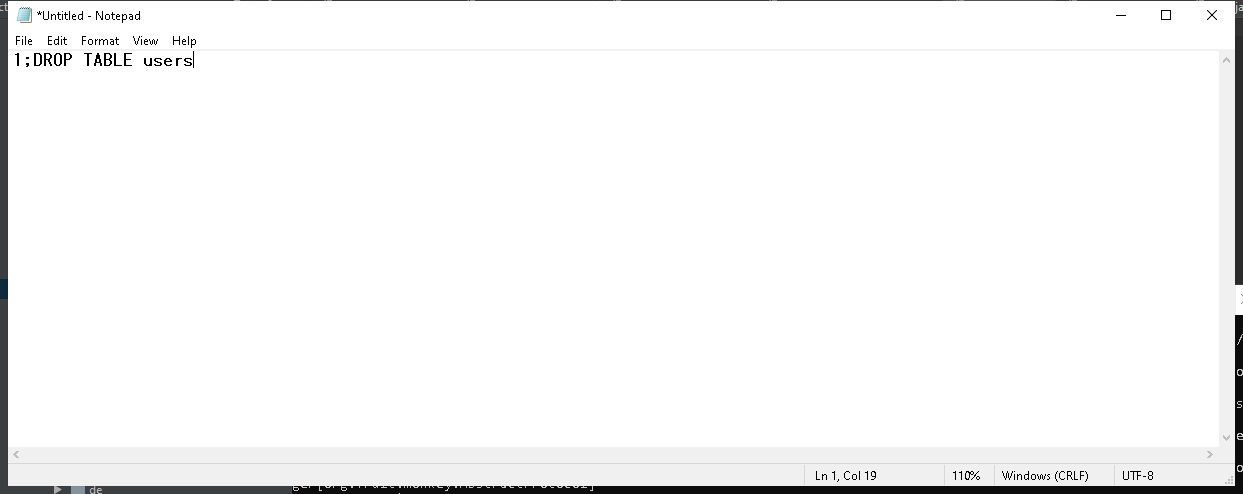 *Untitled - Notepad
File Edit Format View Help
1;DROP TABLE users
Ln 1, Col 19 110% Windows (CRLF) UTF-8
de